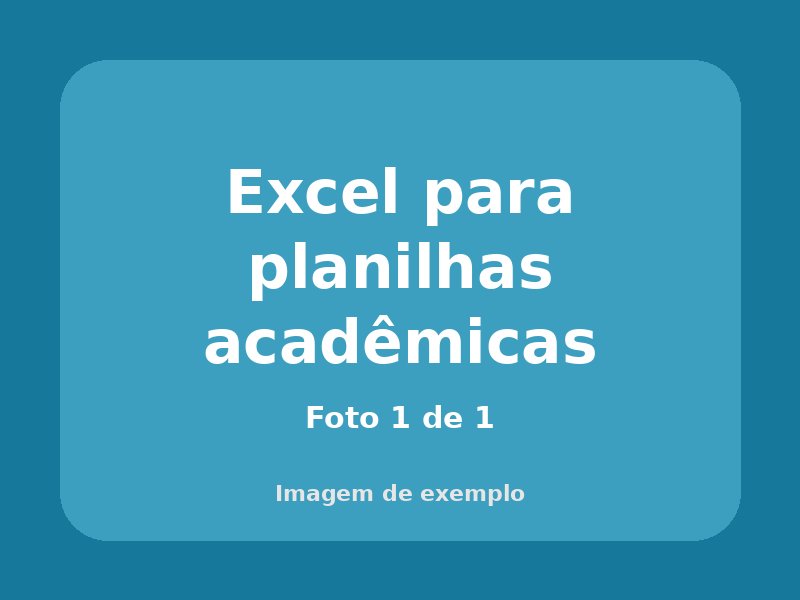 Excel para
planilhas
acadêmicas
Foto 1 de 1
Imagem de exemplo